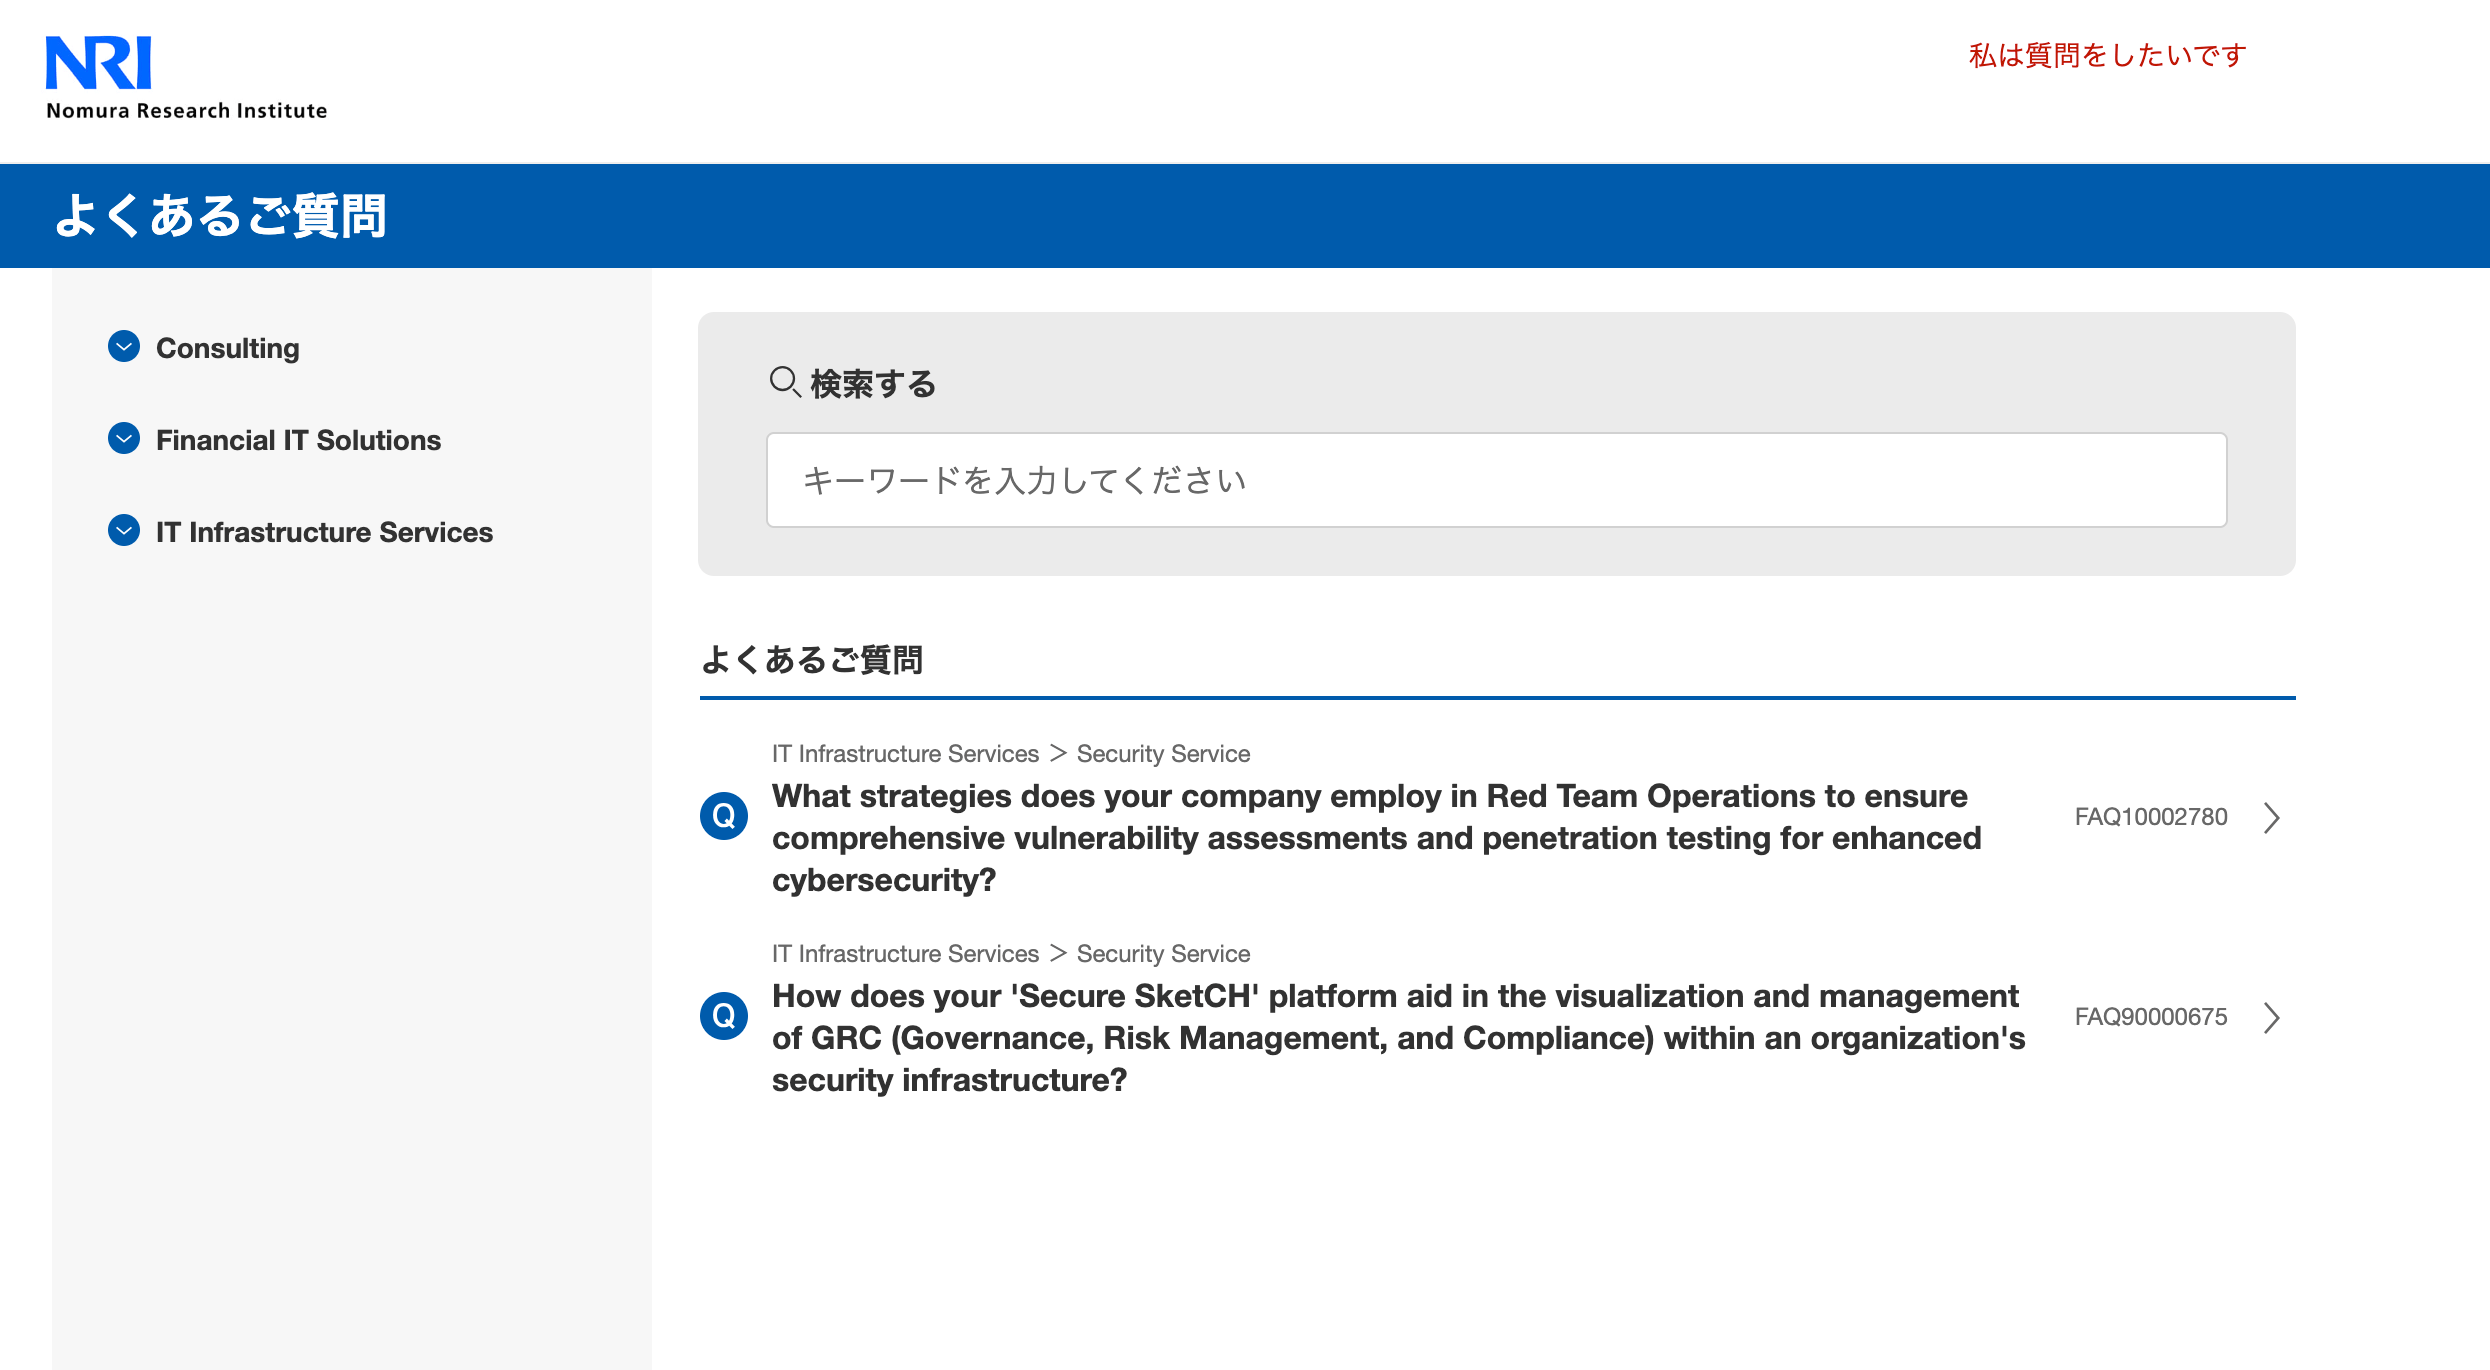 NRI
Nomura Research Institute
私は質問をしたいです
よくあるご質問
Consulting
Financial IT Solutions
IT Infrastructure Services
検索する
キーワードを入力してください
よくあるご質問
IT Infrastructure Services > Security Service
Q
What strategies does your company employ in Red Team Operations to ensure
comprehensive vulnerability assessments and penetration testing for enhanced
cybersecurity?
FAQ10002780
IT Infrastructure Services > Security Service
Q
How does your 'Secure SketCH' platform aid in the visualization and management
of GRC (Governance, Risk Management, and Compliance) within an organization's
security infrastructure?
FAQ90000675